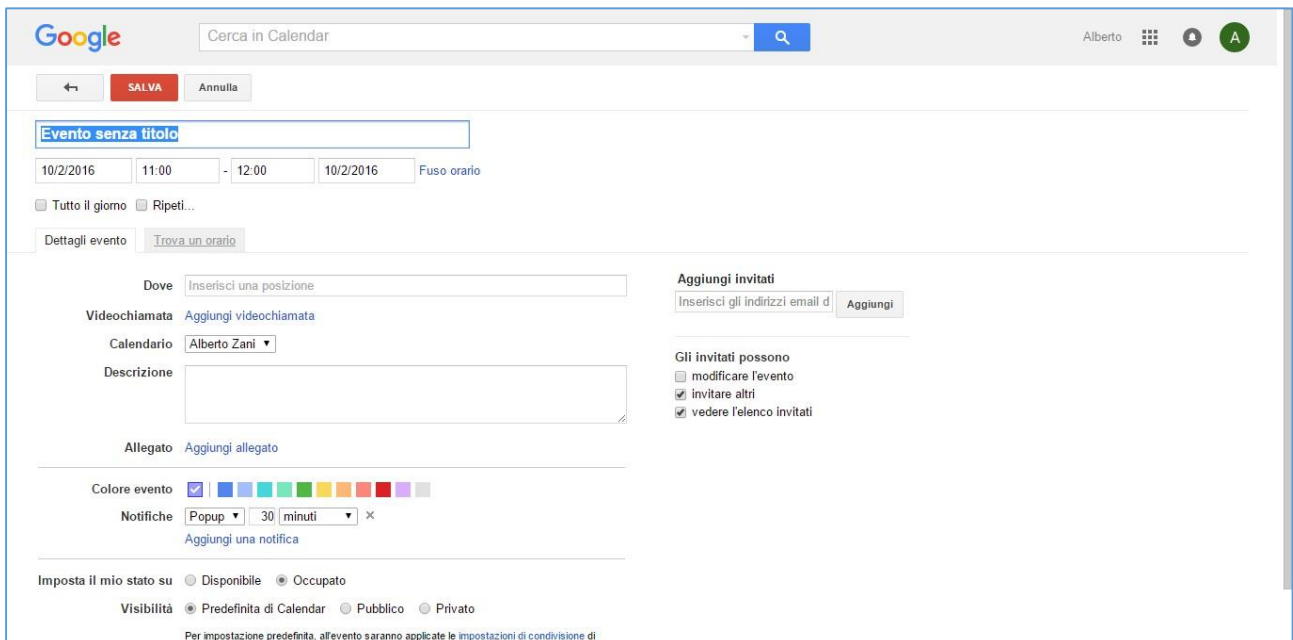 Google
Cerca in Calendar
Alberto
A
SALVA
Annulla
Evento senza titolo
10/2/2016 11:00 - 12:00 10/2/2016 Fuso orario
Tutto il giorno Ripeti...
Dettagli evento Trova un orario
Dove Inserisci una posizione
Videochiamata Aggiungi videochiamata
Calendario Alberto Zani
Descrizione
Allegato Aggiungi allegato
Colore evento
Notifiche Popup 30 minuti
Aggiungi una notifica
Imposta il mio stato su Disponibile Occupato
Visibilità Predefinita di Calendar Pubblico Privato
Per impostazione predefinita, all'evento saranno applicate le impostazioni di condivisione di
Aggiungi invitati
Inserisci gli indirizzi email d Aggiungi
Gli invitati possono
modificare l'evento
invitare altri
vedere l'elenco invitati